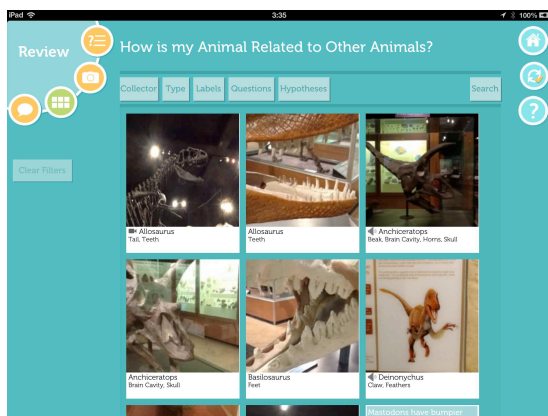 iPad
3:35
100%
Review
How is my Animal Related to Other Animals?
Collector
Type
Labels
Questions
Hypotheses
Search
Clear Filters
Allosaurus
Tail, Teeth
Allosaurus
Teeth
Anchiceratops
Beak, Brain Cavity, Horns, Skull
Anchiceratops
Brain Cavity, Skull
Basilosaurus
Feet
Deinonychus
Claw, Feathers
Mastodons have bumpier